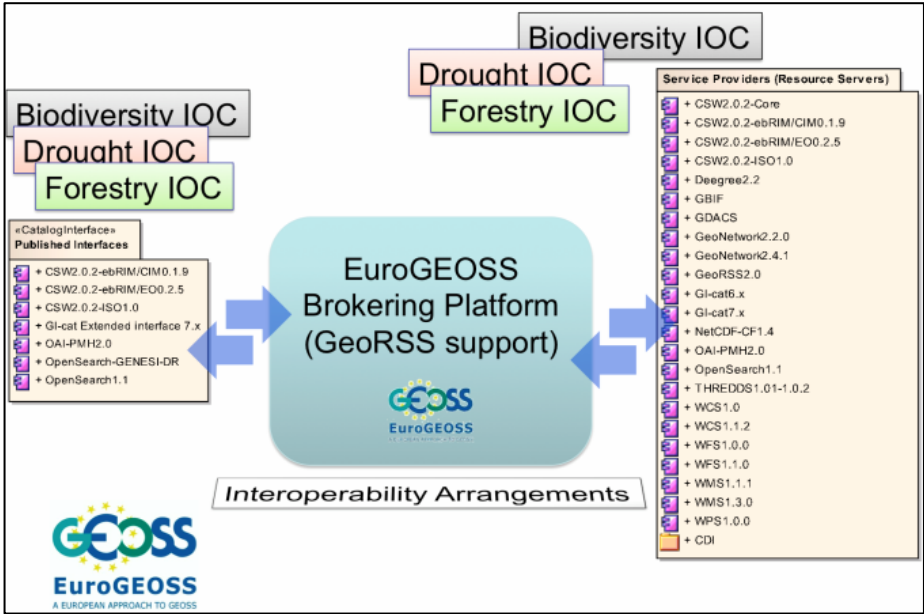 Biodiversity IOC
Drought IOC
Forestry IOC
«CatalogInterface»
Published Interfaces
+ CSW2.0.2-ebRIM/CIM0.1.9
+ CSW2.0.2-ebRIM/EO0.2.5
+ CSW2.0.2-ISO1.0
+ GI-cat Extended interface 7.x
+ OAI-PMH2.0
+ OpenSearch-GENESI-DR
+ OpenSearch1.1
EuroGEOSS
Brokering Platform
(GeoRSS support)
GEOSS
EuroGEOSS
Interoperability Arrangements
Biodiversity IOC
Drought IOC
Forestry IOC
Service Providers (Resource Servers)
+ CSW2.0.2-Core
+ CSW2.0.2-ebRIM/CIM0.1.9
+ CSW2.0.2-ebRIM/EO0.2.5
+ CSW2.0.2-ISO1.0
+ Deegree2.2
+ GBIF
+ GDACS
+ GeoNetwork2.2.0
+ GeoNetwork2.4.1
+ GeoRSS2.0
+ GI-cat6.x
+ GI-cat7.x
+ NetCDF-CF1.4
+ OAI-PMH2.0
+ OpenSearch1.1
+ THREDDS1.01-1.0.2
+ WCS1.0
+ WCS1.1.2
+ WFS1.0.0
+ WFS1.1.0
+ WMS1.1.1
+ WMS1.3.0
+ WPS1.0.0
+ CDI
GEOSS
EuroGEOSS
A EUROPEAN APPROACH TO GEOSS